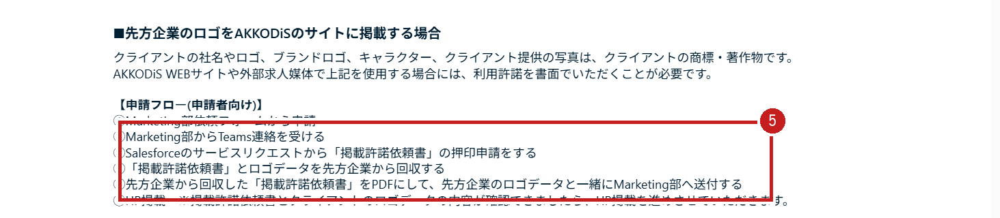 ■先方企業のロゴをAKKODiSのサイトに掲載する場合
クライアントの社名やロゴ、ブランドロゴ、キャラクター、クライアント提供の写真は、クライアントの商標・著作物です。
AKKODiS WEBサイトや外部求人媒体で上記を使用する場合には、利用許諾を書面でいただくことが必要です。
【申請フロー(申請者向け)】
①Marketing部依頼フォームから申請
5
Marketing部からTeams連絡を受ける
Salesforceのサービスリクエストから「掲載許諾依頼書」の押印申請をする
「掲載許諾依頼書」とロゴデータを先方企業から回収する
先方企業から回収した「掲載許諾依頼書」をPDFにして、先方企業のロゴデータと一緒にMarketing部へ送付する
HP掲載 ※掲載許諾依頼書とクライアントのロゴデータの内容が確認できましたら、HP掲載を進めさせていただきます。